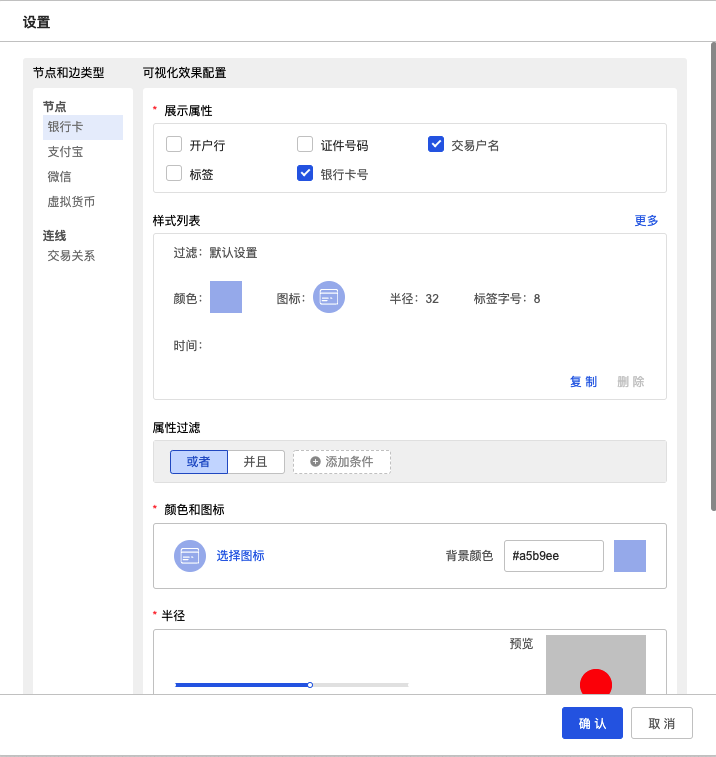 设置
节点和边类型
可视化效果配置
节点
银行卡
支付宝
微信
虚拟货币
连线
交易关系
* 展示属性
开户行 证件号码 交易户名
标签 银行卡号
样式列表 更多
过滤：默认设置
颜色： 图标： 半径：32 标签字号：8
时间：
复 制 删 除
属性过滤
或者 并且 添加条件
* 颜色和图标
选择图标 背景颜色 #a5b9ee
* 半径
预览
确 认 取 消